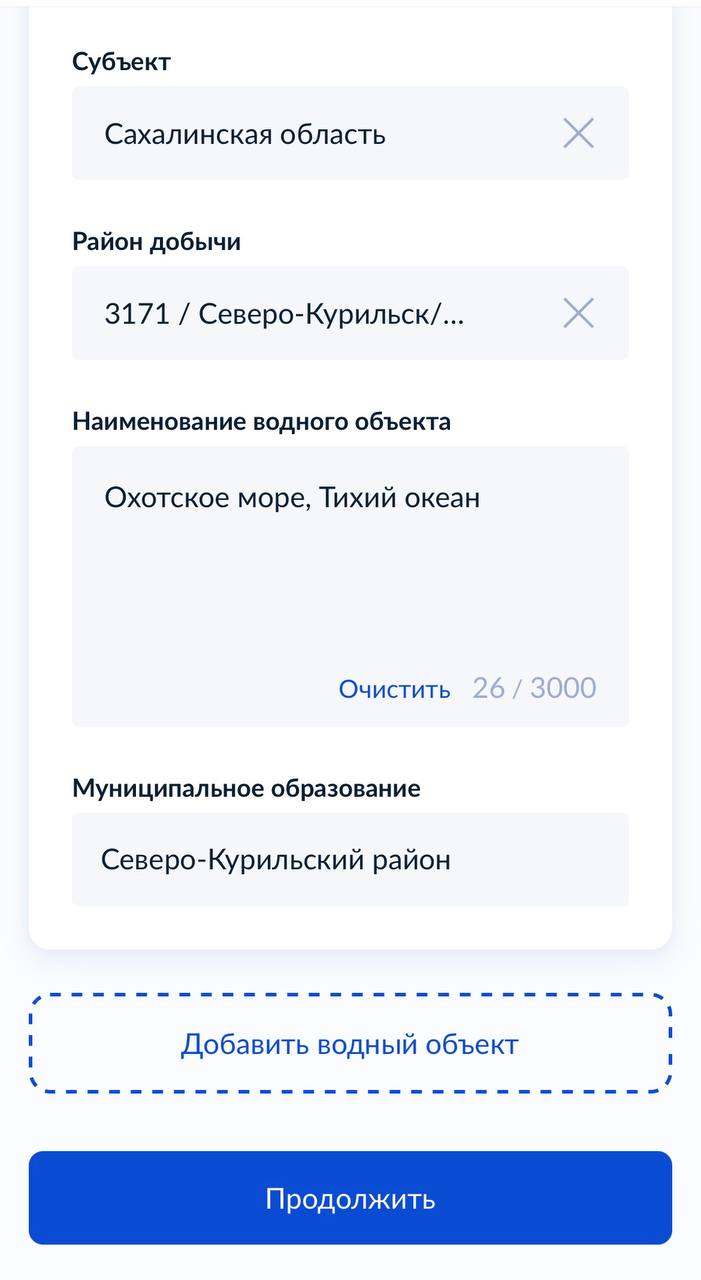 Субъект
Сахалинская область
Район добычи
3171 / Северо-Курильск/...
Наименование водного объекта
Охотское море, Тихий океан
Очистить 26 / 3000
Муниципальное образование
Северо-Курильский район
Добавить водный объект
Продолжить